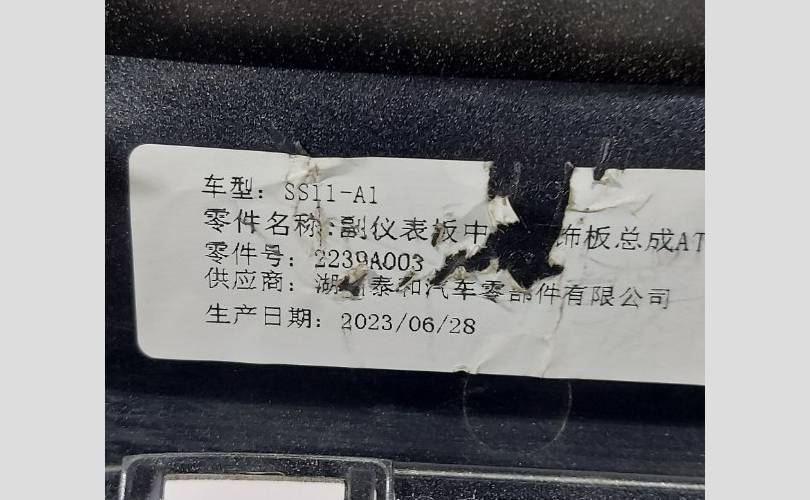 车型: SS11-A1
零件名称:副仪表板中 饰板总成AT
零件号: 2239A003
供应商: 湖 泰和汽车零部件有限公司
生产日期: 2023/06/28